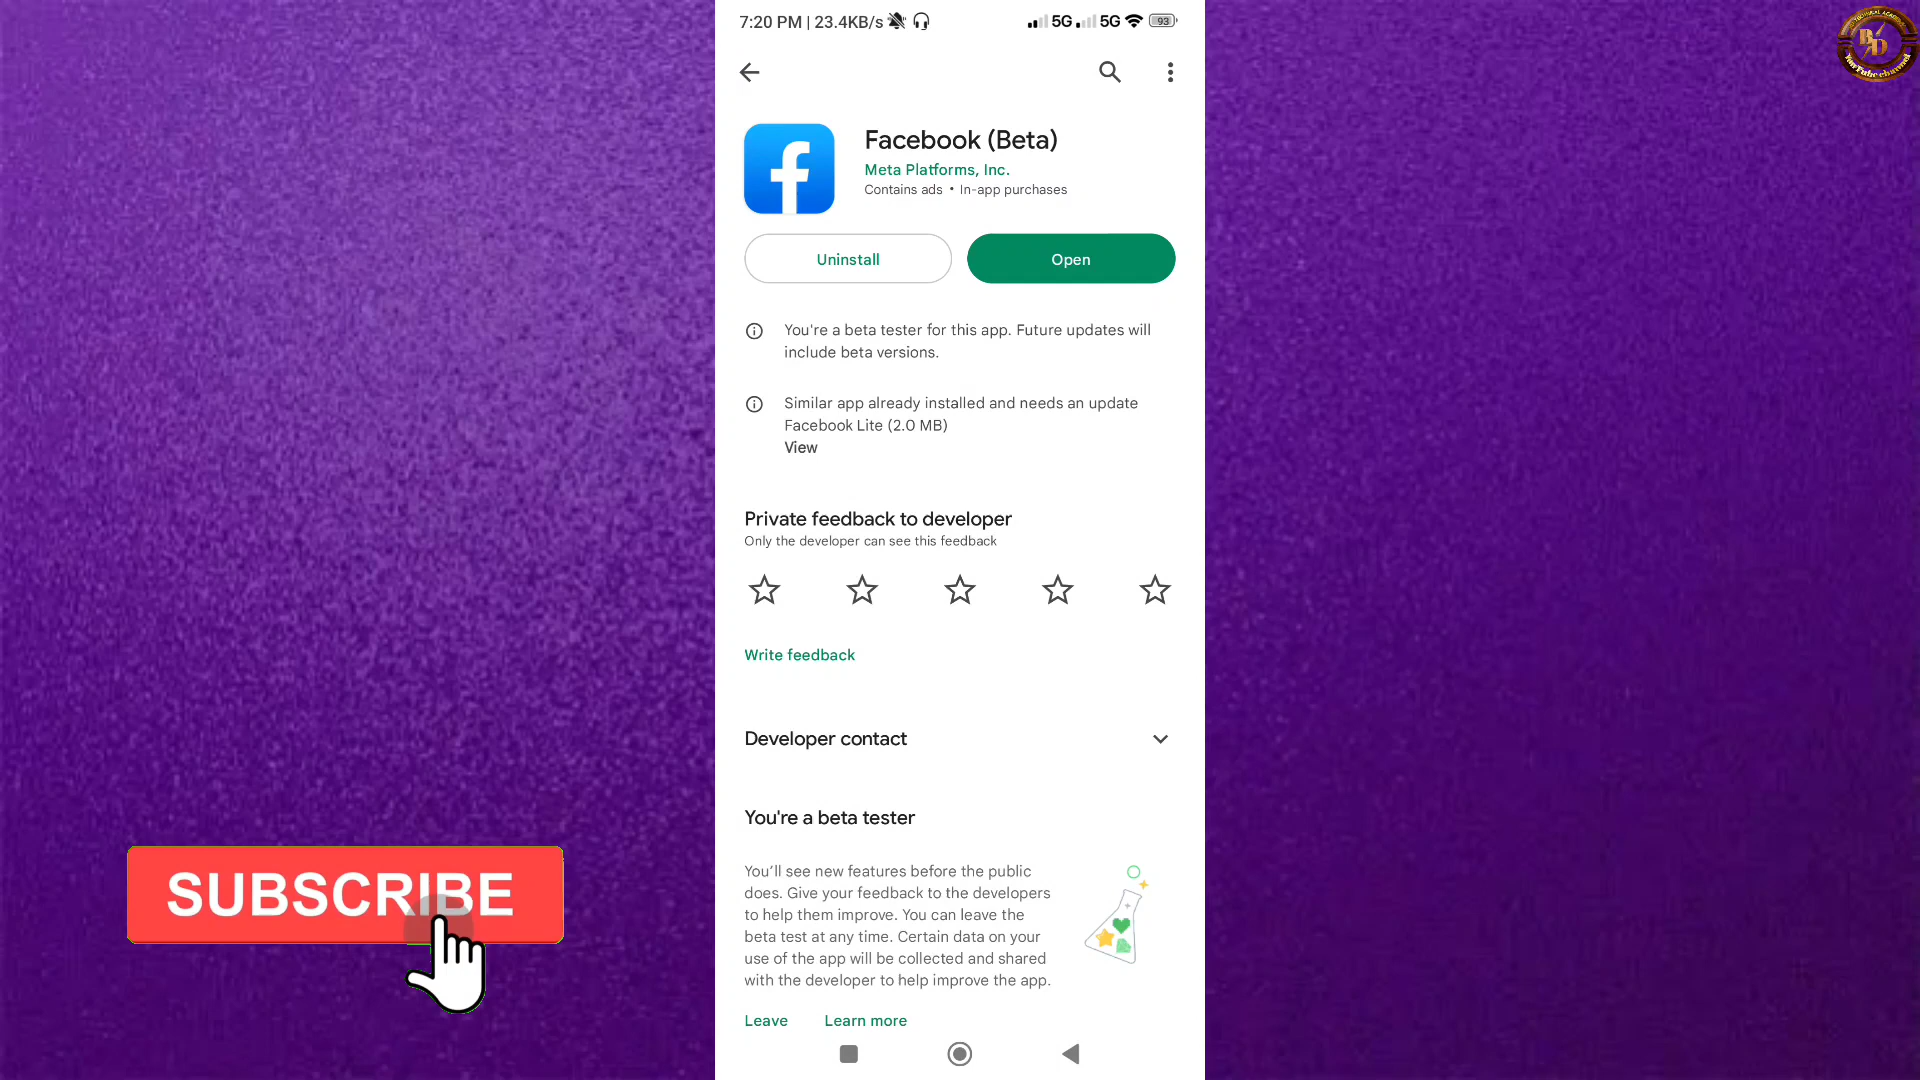 7:20 PM | 23.4KB/s
5G 5G 93
Facebook (Beta)
Meta Platforms, Inc.
Contains ads • In-app purchases
Uninstall
Open
You're a beta tester for this app. Future updates will
include beta versions.
Similar app already installed and needs an update
Facebook Lite (2.0 MB)
View
Private feedback to developer
Only the developer can see this feedback
Write feedback
Developer contact
You're a beta tester
You’ll see new features before the public
does. Give your feedback to the developers
to help them improve. You can leave the
beta test at any time. Certain data on your
use of the app will be collected and shared
with the developer to help improve the app.
Leave Learn more
SUBSCRIBE
BD
YouTube channel